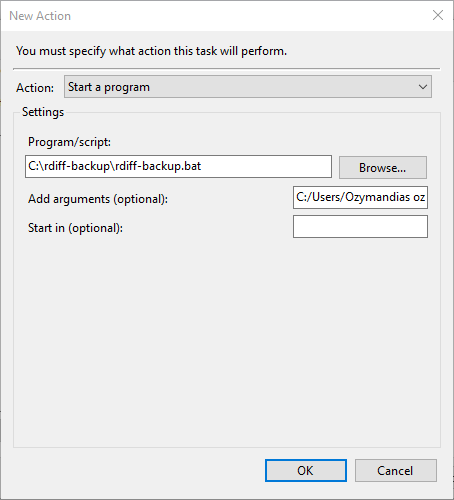 New Action
You must specify what action this task will perform.
Action: Start a program
Settings
Program/script:
C:\rdiff-backup\rdiff-backup.bat Browse...
Add arguments (optional): C:/Users/Ozymandias oz
Start in (optional):
OK Cancel